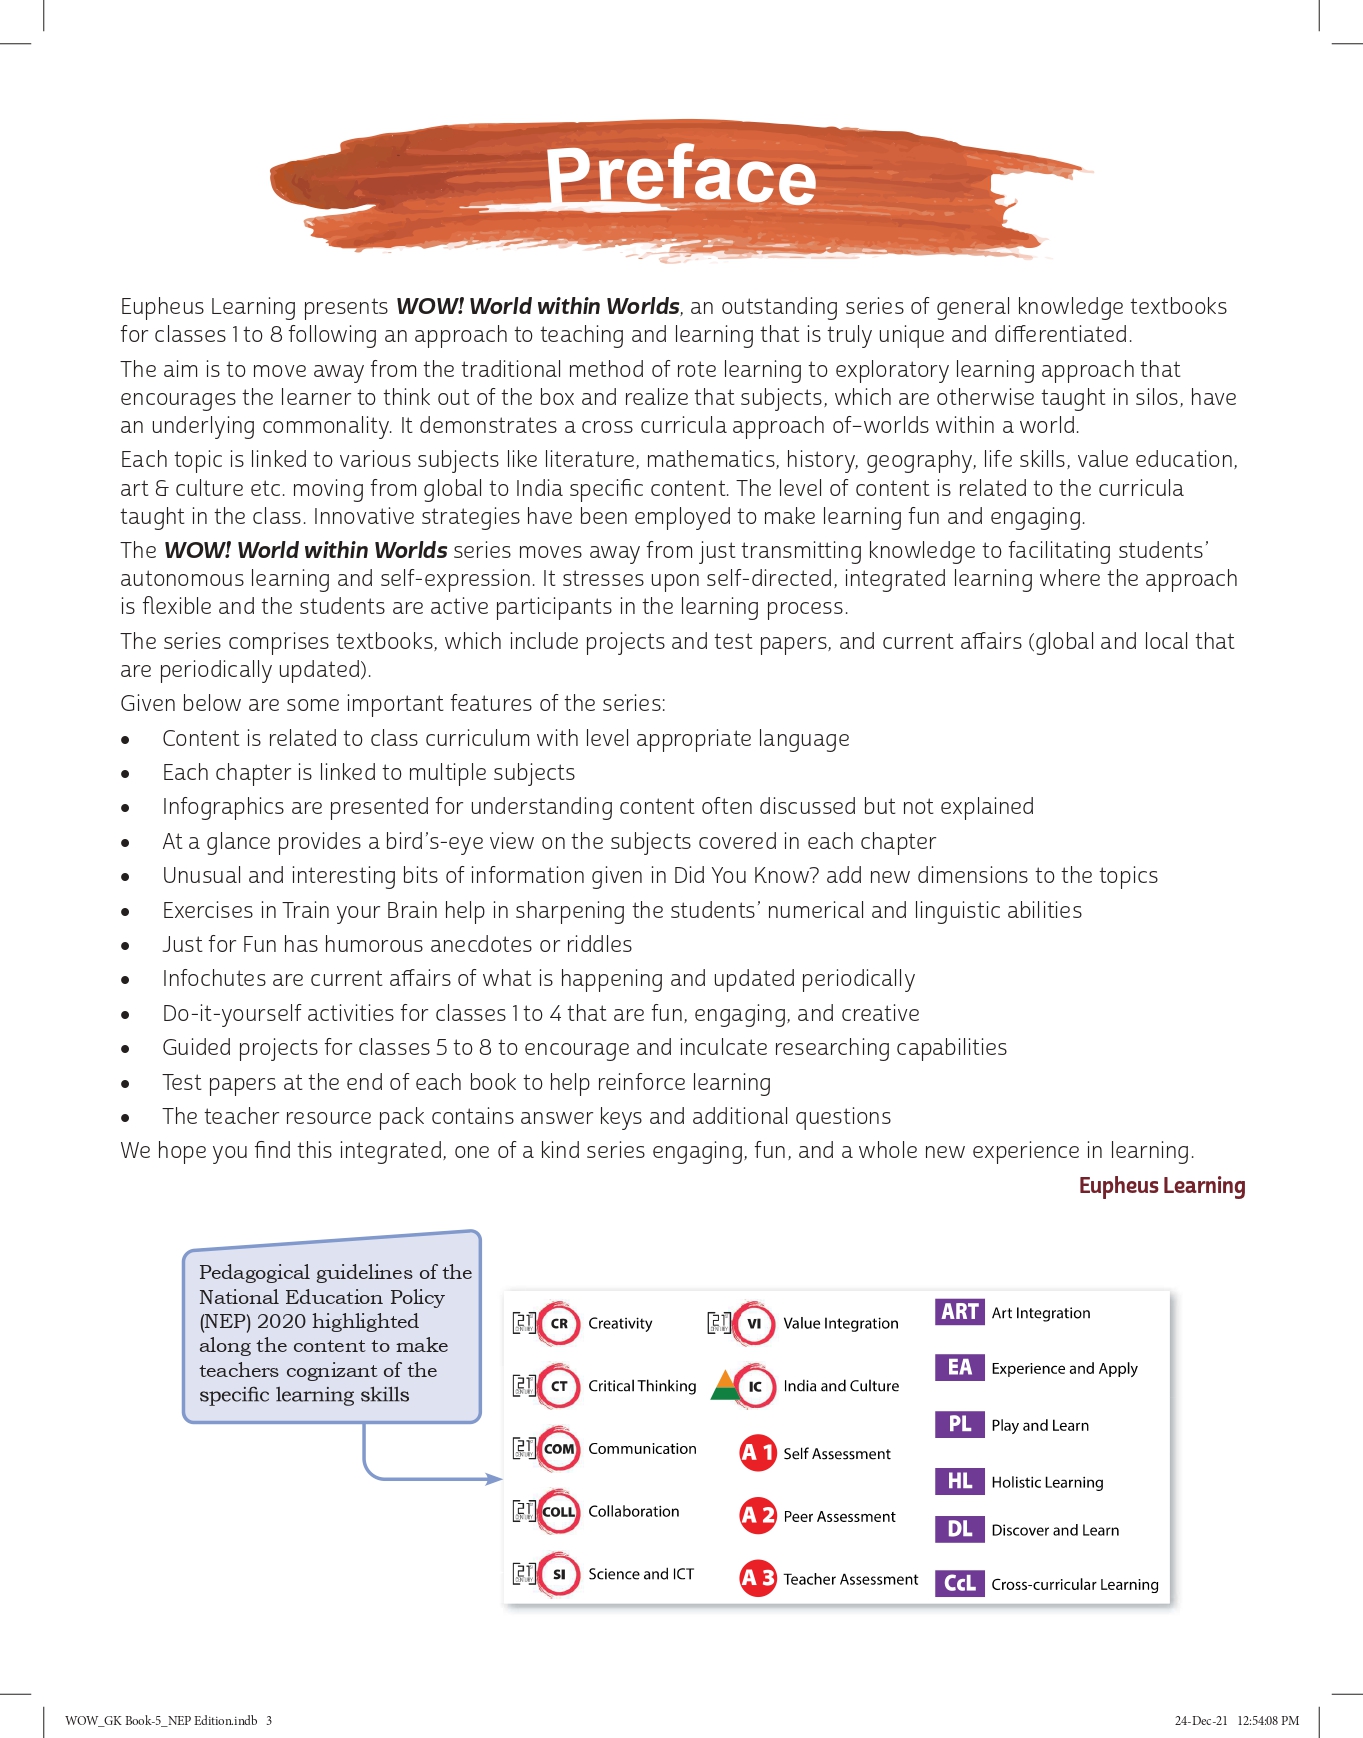 Preface
Eupheus Learning presents WOW! World within Worlds, an outstanding series of general knowledge textbooks
for classes 1 to 8 following an approach to teaching and learning that is truly unique and differentiated.
The aim is to move away from the traditional method of rote learning to exploratory learning approach that
encourages the learner to think out of the box and realize that subjects, which are otherwise taught in silos, have
an underlying commonality. It demonstrates a cross curricula approach of–worlds within a world.
Each topic is linked to various subjects like literature, mathematics, history, geography, life skills, value education,
art & culture etc. moving from global to India specific content. The level of content is related to the curricula
taught in the class. Innovative strategies have been employed to make learning fun and engaging.
The WOW! World within Worlds series moves away from just transmitting knowledge to facilitating students’
autonomous learning and self-expression. It stresses upon self-directed, integrated learning where the approach
is flexible and the students are active participants in the learning process.
The series comprises textbooks, which include projects and test papers, and current affairs (global and local that
are periodically updated).
Given below are some important features of the series:
• Content is related to class curriculum with level appropriate language
• Each chapter is linked to multiple subjects
• Infographics are presented for understanding content often discussed but not explained
• At a glance provides a bird’s-eye view on the subjects covered in each chapter
• Unusual and interesting bits of information given in Did You Know? add new dimensions to the topics
• Exercises in Train your Brain help in sharpening the students’ numerical and linguistic abilities
• Just for Fun has humorous anecdotes or riddles
• Infochutes are current affairs of what is happening and updated periodically
• Do-it-yourself activities for classes 1 to 4 that are fun, engaging, and creative
• Guided projects for classes 5 to 8 to encourage and inculcate researching capabilities
• Test papers at the end of each book to help reinforce learning
• The teacher resource pack contains answer keys and additional questions
We hope you find this integrated, one of a kind series engaging, fun, and a whole new experience in learning.
Eupheus Learning
Pedagogical guidelines of the
National Education Policy
(NEP) 2020 highlighted
along the content to make
teachers cognizant of the
specific learning skills
21st CENTURY CR Creativity
21st CENTURY CT Critical Thinking
21st CENTURY COM Communication
21st CENTURY COLL Collaboration
21st CENTURY SI Science and ICT
21st CENTURY VI Value Integration
IC India and Culture
A 1 Self Assessment
A 2 Peer Assessment
A 3 Teacher Assessment
ART Art Integration
EA Experience and Apply
PL Play and Learn
HL Holistic Learning
DL Discover and Learn
CcL Cross-curricular Learning
WOW_GK Book-5_NEP Edition.indb 3
24-Dec-21 12:54:08 PM